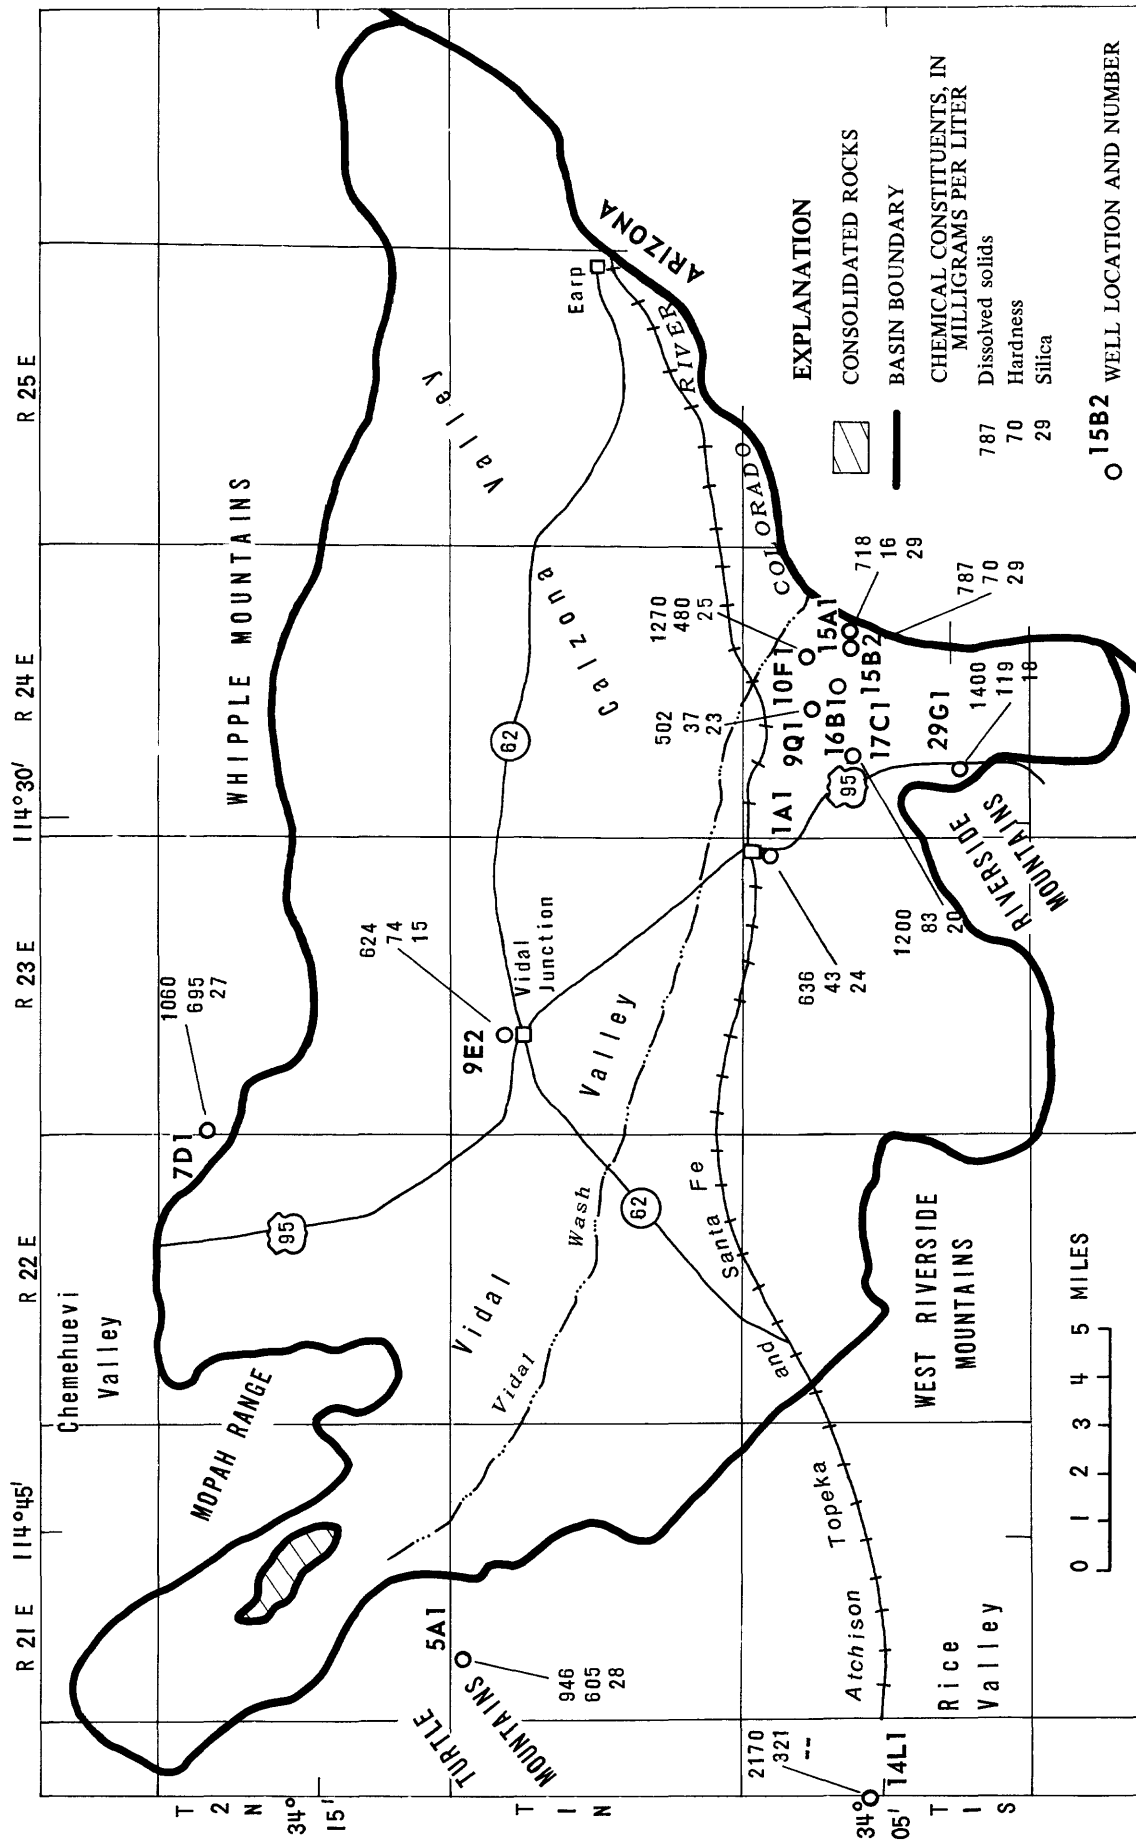 R 21 E
114°45'
R 22 E
R 23 E
114°30'
R 24 E
R 25 E
T
2
N
34°
15'
T
1
N
34°
05'
T
1
S
Chemehuevi
Valley
MOPAH RANGE
WHIPPLE MOUNTAINS
TURTLE
MOUNTAINS
5A1
946
605
28
7D1
1060
695
27
95
9E2
624
74
15
Vidal
Junction
62
Calzona
Valley
Earp
ARIZONA
COLORADO
RIVER
Vidal
Valley
Vidal
Wash
62
Atchison
Topeka
and
Santa
Fe
Rice
Valley
2170
321
--
14L1
WEST RIVERSIDE
MOUNTAINS
1A1
636
43
24
95
502
37
23
9Q1
1270
480
25
10F1
16B1
15A1
718
16
29
15B2
787
70
29
17C1
1200
83
20
29G1
1400
119
18
RIVERSIDE
MOUNTAINS
0 1 2 3 4 5 MILES
EXPLANATION
CONSOLIDATED ROCKS
BASIN BOUNDARY
CHEMICAL CONSTITUENTS, IN
MILLIGRAMS PER LITER
787 Dissolved solids
70 Hardness
29 Silica
15B2 WELL LOCATION AND NUMBER